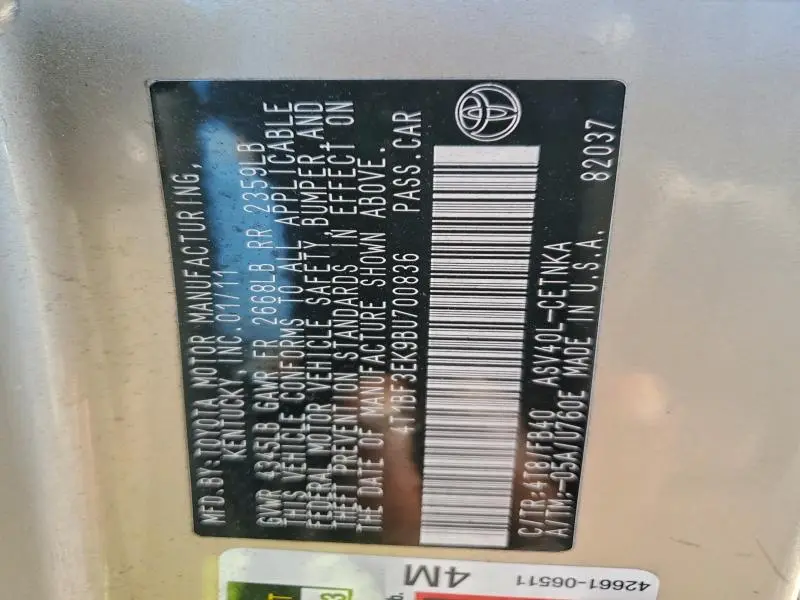 MFD.BY:TOYOTA MOTOR MANUFACTURING,
KENTUCKY, INC.01/11
GVWR 4345LB GAWR FR 2668LB RR 2359LB
THIS VEHICLE CONFORMS TO ALL APPLICABLE
FEDERAL MOTOR VEHICLE SAFETY,BUMPER,AND
THEFT PREVENTION STANDARDS IN EFFECT ON
THE DATE OF MANUFACTURE SHOWN ABOVE.
4T1BF3EK9BU700836 PASS.CAR
C/TR:4T8/FB40 ASV40L-CETNKA
A/TM:-05A/U760E MADE IN U.S.A.
82037
42661-06511
4M